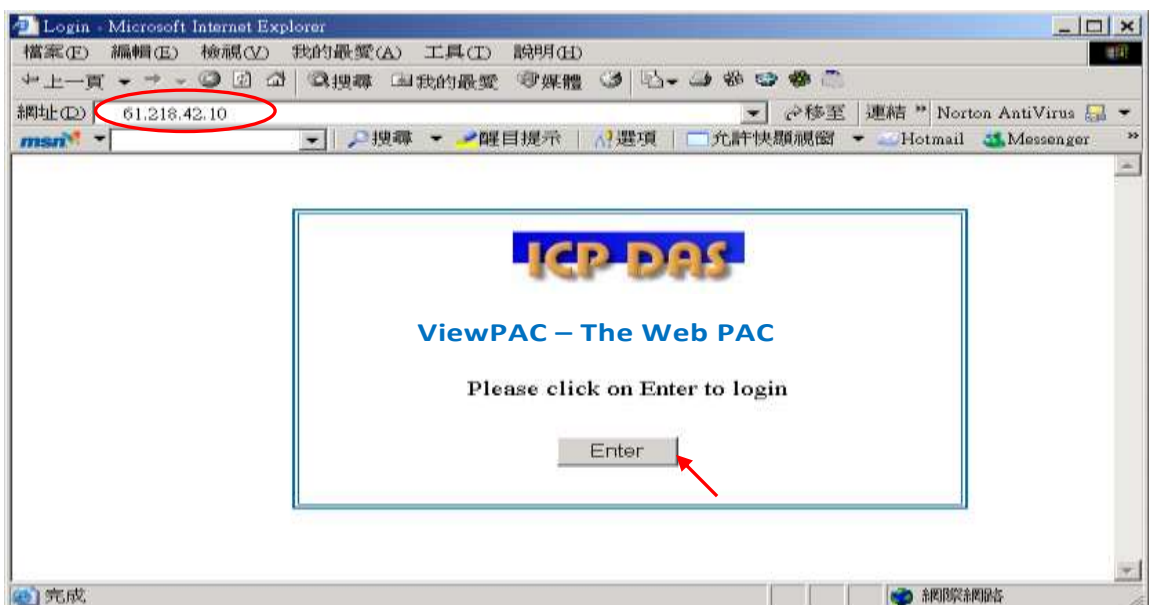 Login - Microsoft Internet Explorer
檔案(F) 編輯(E) 檢視(V) 我的最愛(A) 工具(T) 說明(H)
上一頁 搜尋 我的最愛 媒體
網址(D) 61.218.42.10 移至 連結 » Norton AntiVirus
msn 搜尋 醒目提示 選項 允許快顯視窗 Hotmail Messenger »
ICP DAS
ViewPAC – The Web PAC
Please click on Enter to login
Enter
完成 網際網路